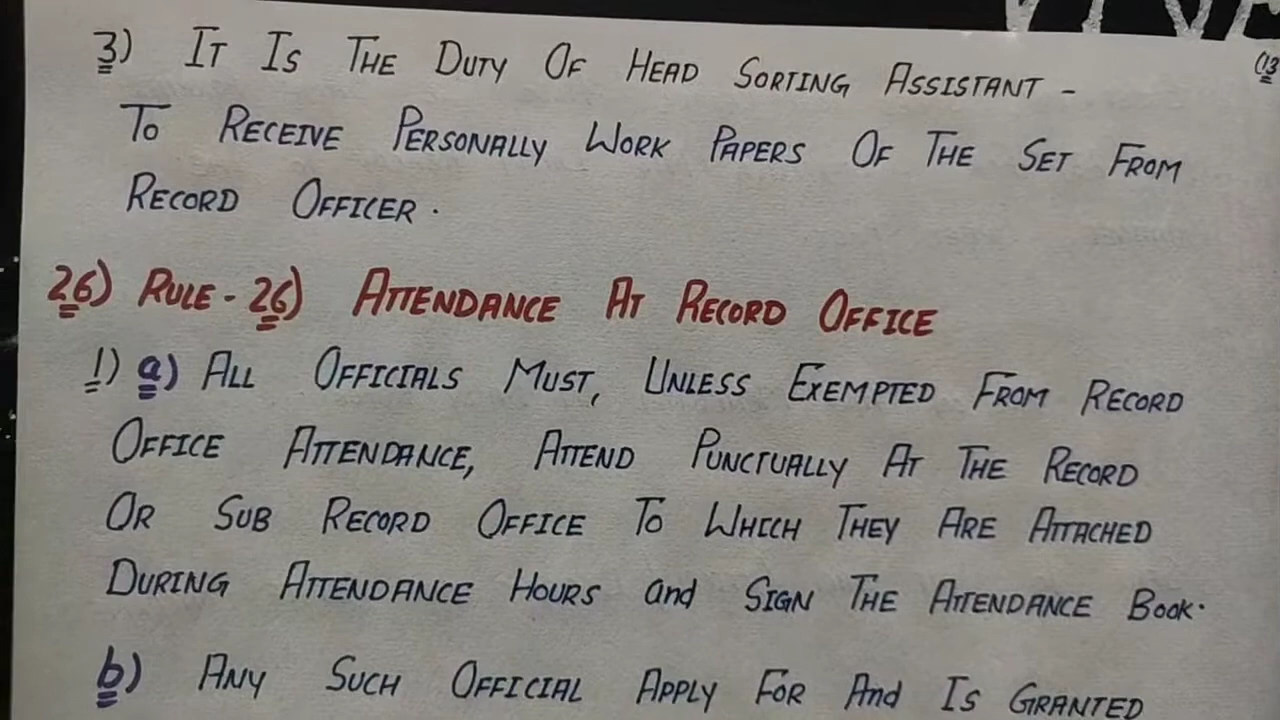 3) IT IS THE DUTY OF HEAD SORTING ASSISTANT -
(13
TO RECEIVE PERSONALLY WORK PAPERS OF THE SET FROM
RECORD OFFICER.
26) RULE - 26) ATTENDANCE AT RECORD OFFICE
1) a) ALL OFFICIALS MUST, UNLESS EXEMPTED FROM RECORD
OFFICE ATTENDANCE, ATTEND PUNCTUALLY AT THE RECORD
OR SUB RECORD OFFICE TO WHICH THEY ARE ATTACHED
DURING ATTENDANCE HOURS and SIGN THE ATTENDANCE BOOK.
b) ANY SUCH OFFICIAL APPLY FOR And IS GRANTED